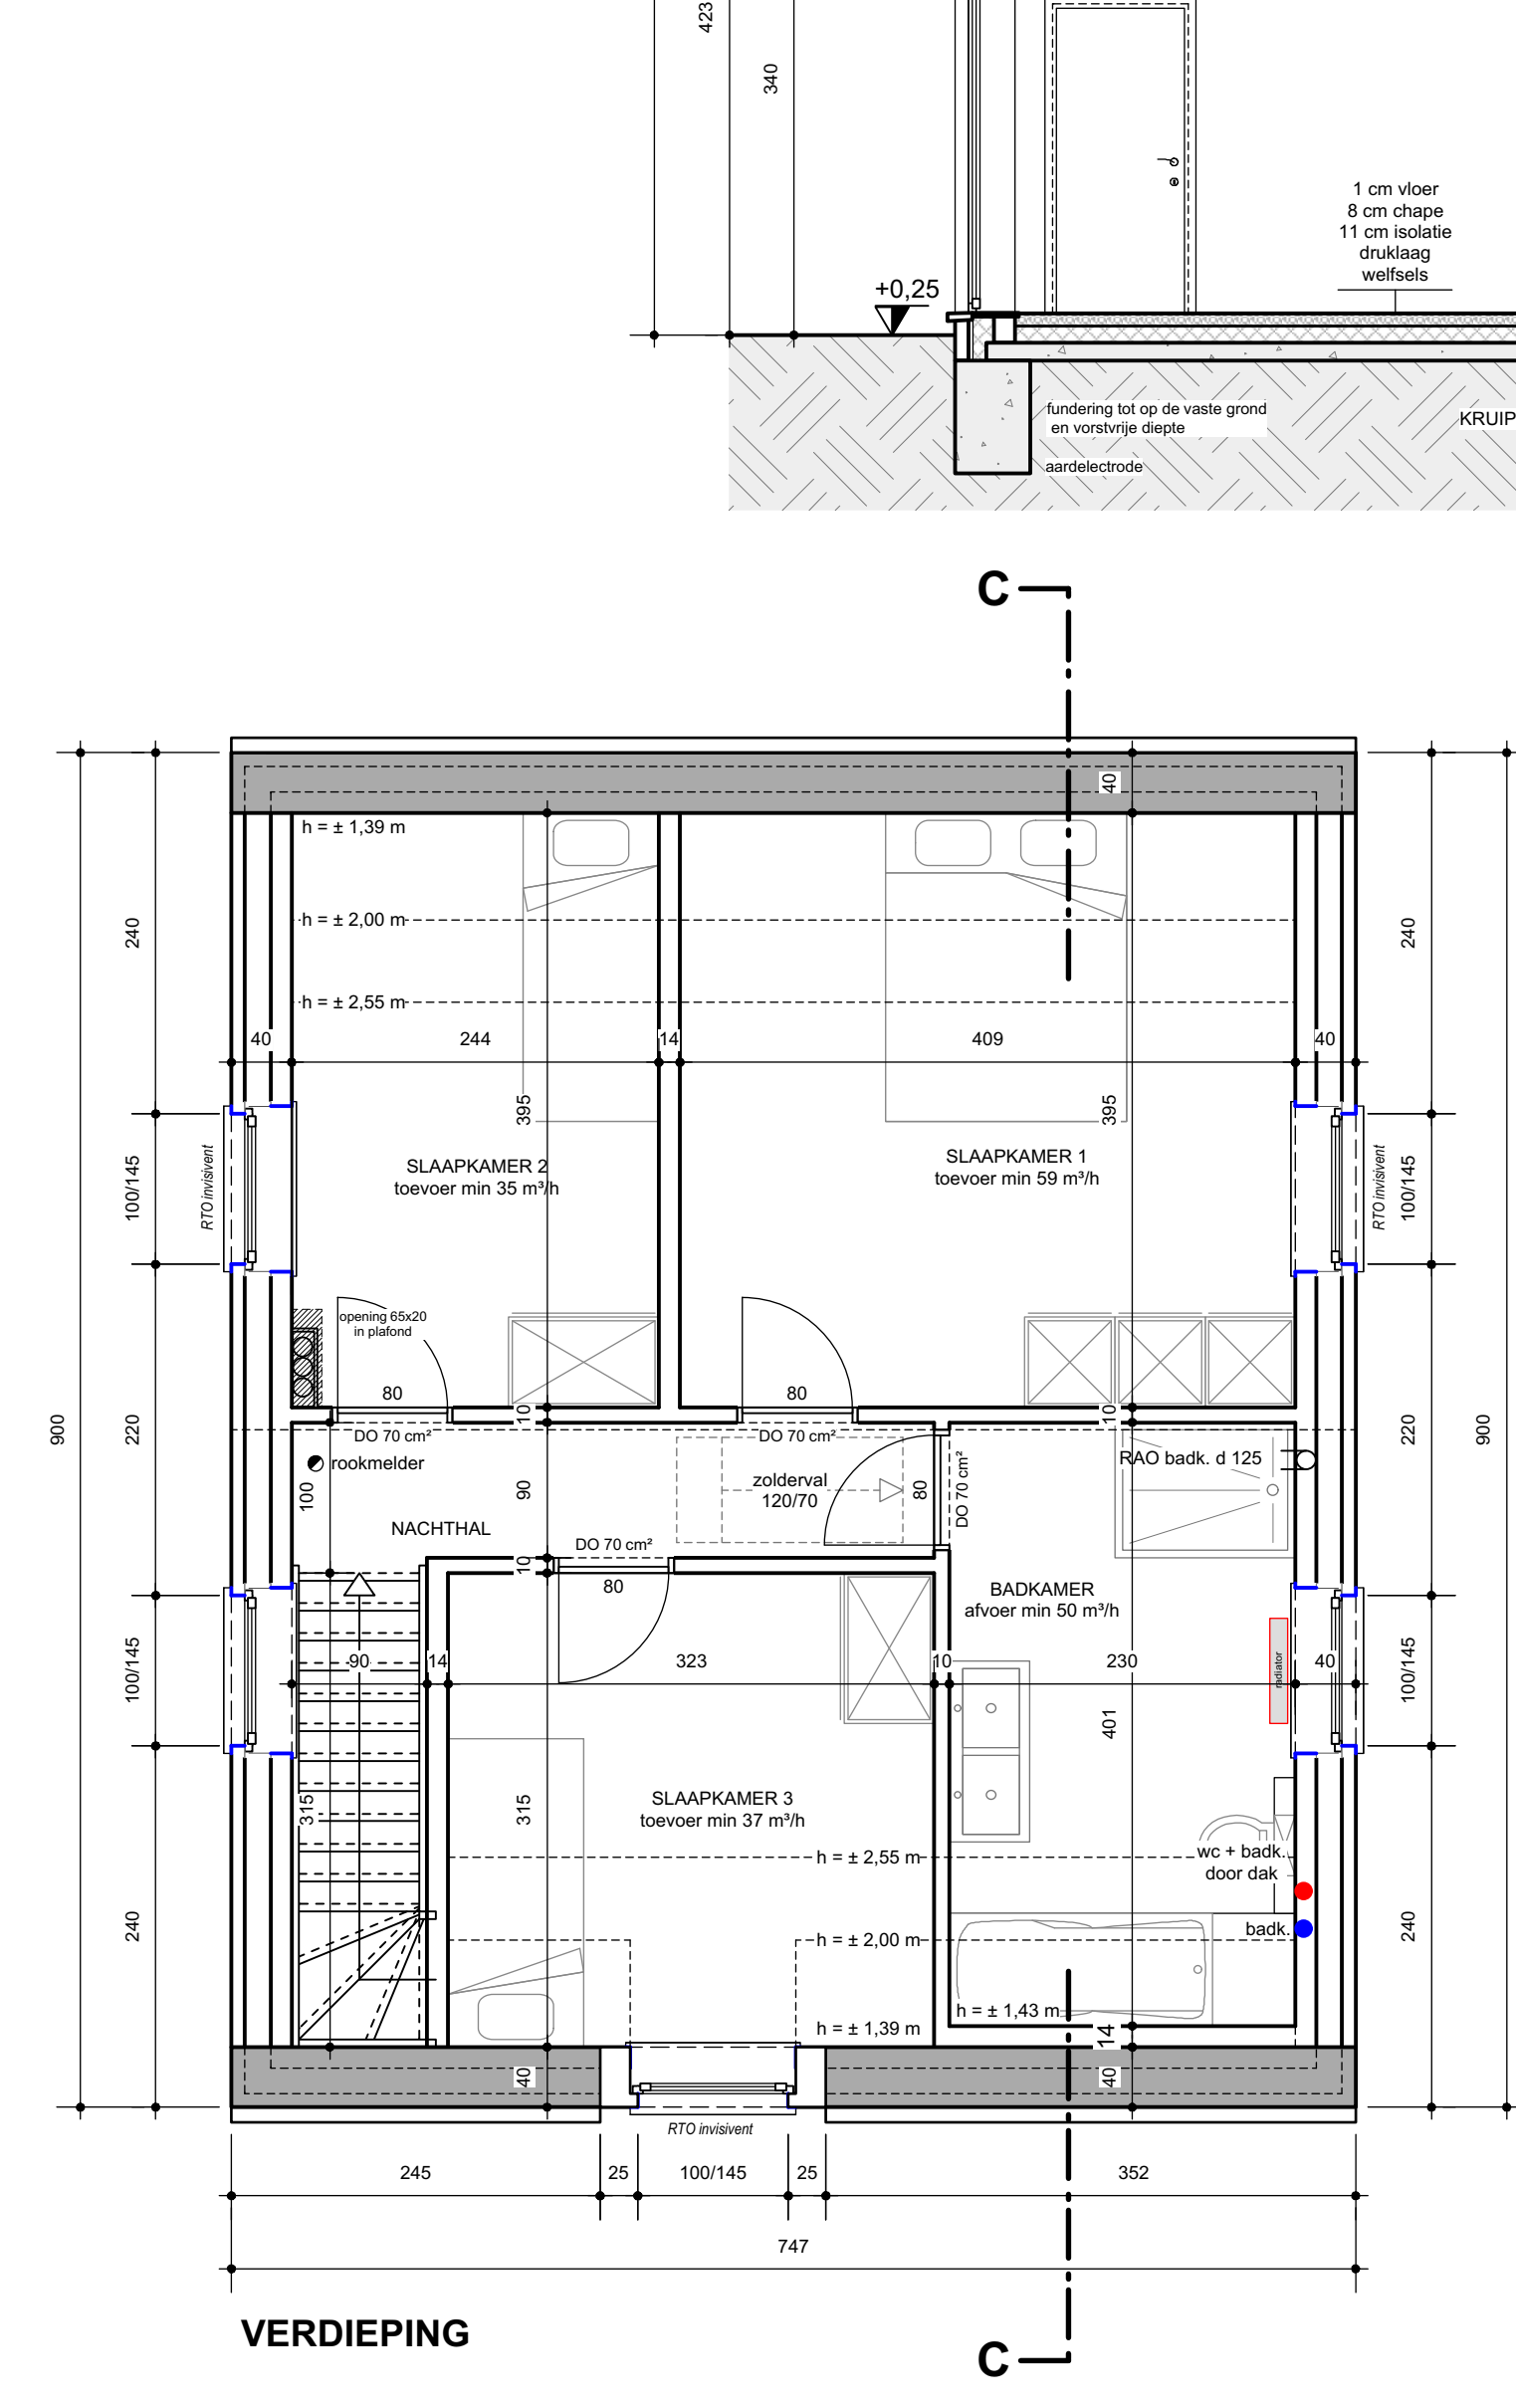 423
340
1 cm vloer
8 cm chape
11 cm isolatie
druklaag
welfsels
+0,25
fundering tot op de vaste grond
en vorstvrije diepte
KRUIP
aardelectrode
C
40
h = ± 1,39 m
h = ± 2,00 m
240
240
h = ± 2,55 m
40
244
14
409
40
395
395
SLAAPKAMER 2
toevoer min 35 m³/h
SLAAPKAMER 1
toevoer min 59 m³/h
100/145
RTO invisivent
RTO invisivent
100/145
opening 65x20
in plafond
80
80
900
220
10
10
220
900
DO 70 cm²
DO 70 cm²
rookmelder
100
90
zolderval
120/70
80
DO 70 cm²
RAO badk. d 125
NACHTHAL
DO 70 cm²
10
80
BADKAMER
afvoer min 50 m³/h
100/145
90
14
323
10
230
radiator
40
100/145
401
315
315
SLAAPKAMER 3
toevoer min 37 m³/h
h = ± 2,55 m
wc + badk.
door dak
240
badk.
240
h = ± 2,00 m
h = ± 1,43 m
h = ± 1,39 m
14
40
40
RTO invisivent
245
25
100/145
25
352
747
VERDIEPING
C